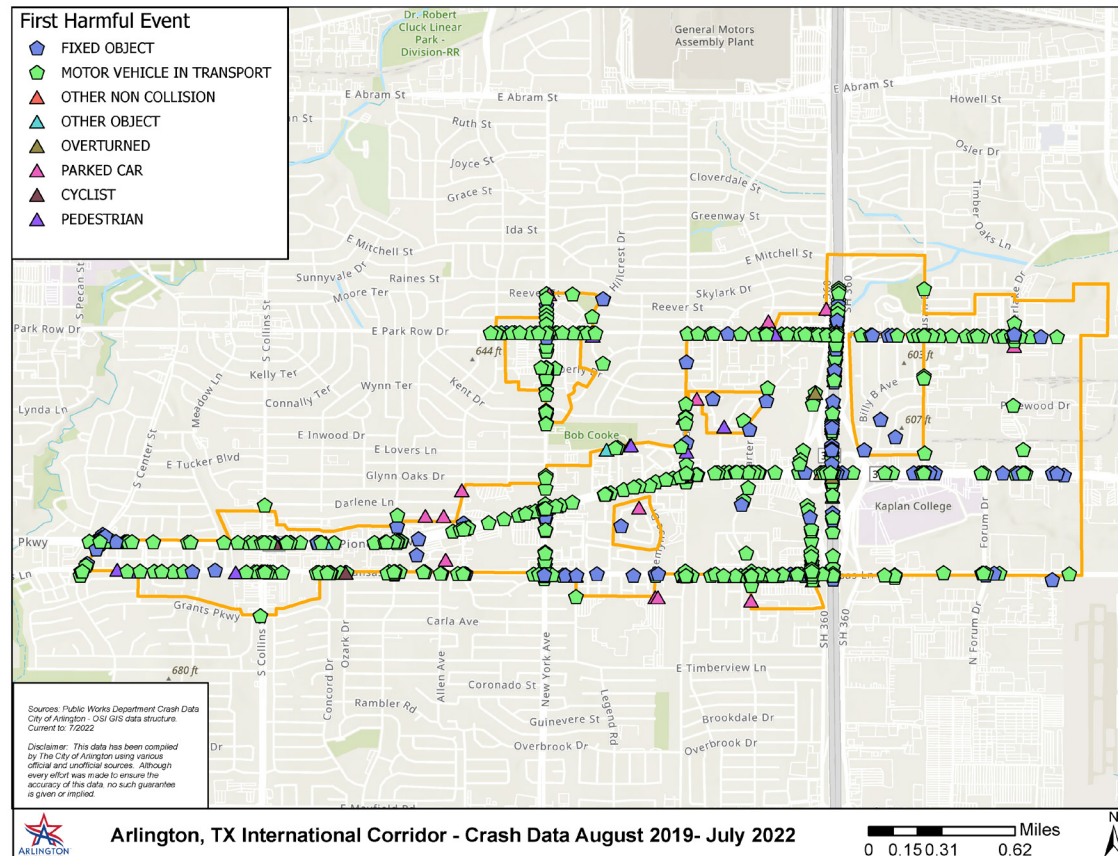 First Harmful Event
FIXED OBJECT
MOTOR VEHICLE IN TRANSPORT
OTHER NON COLLISION
OTHER OBJECT
OVERTURNED
PARKED CAR
CYCLIST
PEDESTRIAN
Dr. Robert
Cluck Linear
Park -
Division-RR
General Motors
Assembly Plant
E Abram St
E Abram St
E Abram St
Howell St
Ruth St
Osler Dr
Joyce St
Cloverdale St
Grace St
Timber Oaks Ln
Greenway St
Ida St
Hillcrest Dr
E Mitchell St
E Mitchell St
S Pecan St
Sunnyvale Dr
Raines St
Skylark Dr
SH 360
Moore Ter
Reever
Reever St
S Collins St
Park Row Dr
E Park Row Dr
644 ft
603 ft
Kelly Ter
Meadow Ln
Wynn Ter
Kent Dr
Billy B Ave
Connally Ter
Lynda Ln
607 ft
E Inwood Dr
Bob Cooke
S Center St
E Lovers Ln
E Tucker Blvd
Glynn Oaks Dr
Darlene Ln
Kaplan College
Forum Dr
Pkwy
Pion
Grants Pkwy
Carla Ave
S Collins
Ozark Dr
Allen Ave
New York Ave
SH 360
SH 360
N Forum Dr
E Timberview Ln
680 ft
Concord Dr
Coronado St
Rambler Rd
Legend Rd
Guinevere St
Brookdale Dr
Overbrook Dr
Overbrook Dr
E Mayfield Rd
Sources: Public Works Department Crash Data
City of Arlington - OSI GIS data structure.
Current to: 7/2022
Disclaimer: This data has been compiled
by The City of Arlington using various
official and unofficial sources. Although
every effort was made to ensure the
accuracy of this data, no such guarantee
is given or implied.
ARLINGTON
Arlington, TX International Corridor - Crash Data August 2019- July 2022
Miles
0 0.15 0.31 0.62
N